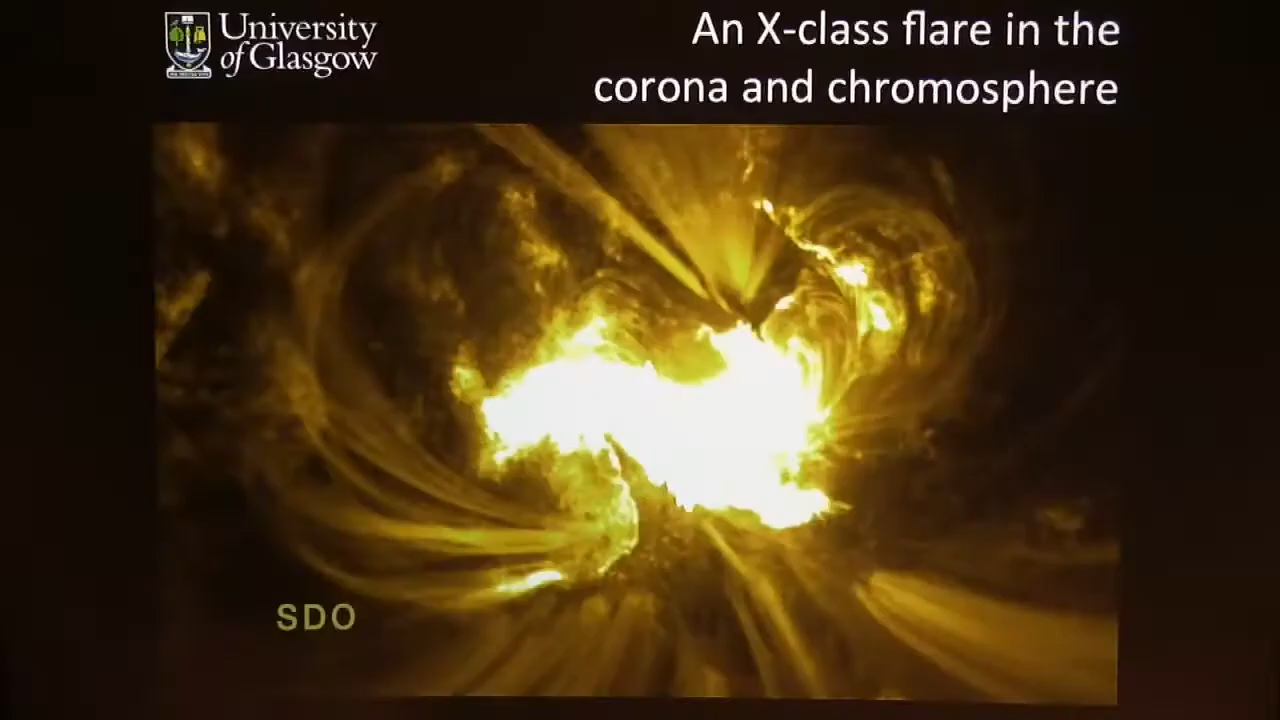 University
of Glasgow
An X-class flare in the
corona and chromosphere
SDO